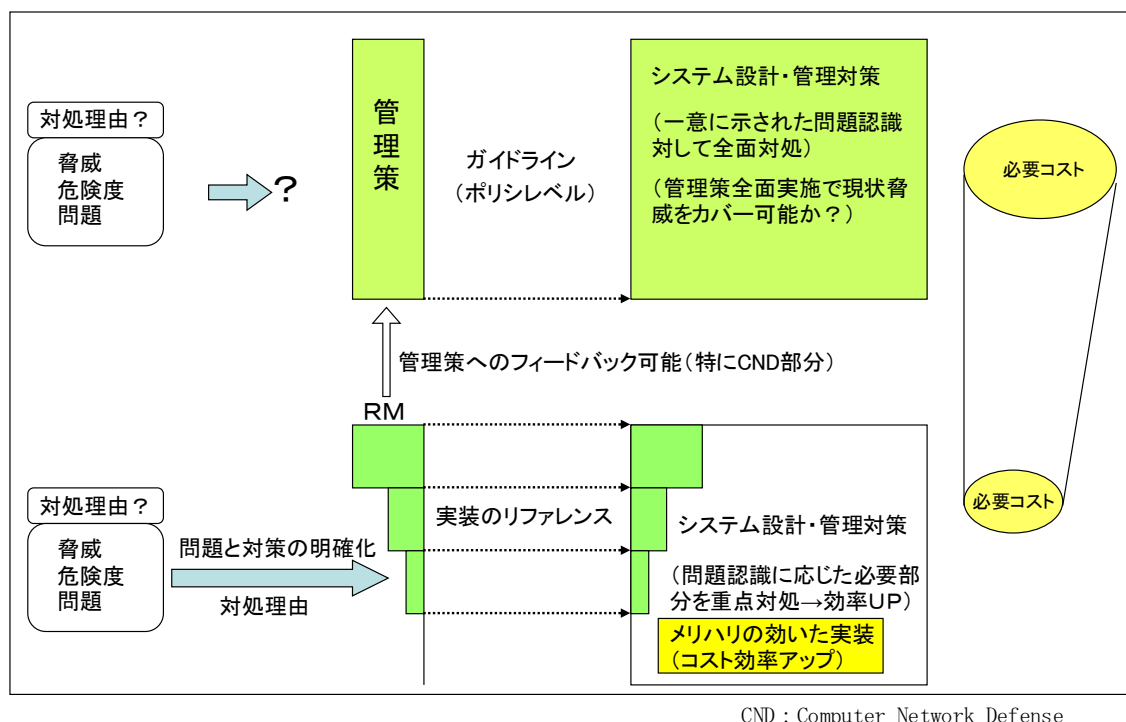 対処理由？
脅威
危険度
問題
？
管
理
策
ガイドライン
（ポリシレベル）
システム設計・管理対策
（一意に示された問題認識
対して全面対処）
（管理策全面実施で現状脅威
をカバー可能か？）
必要コスト
管理策へのフィードバック可能（特にCND部分）
ＲＭ
対処理由？
脅威
危険度
問題
問題と対策の明確化
対処理由
実装のリファレンス
システム設計・管理対策
（問題認識に応じた必要部
分を重点対処→効率ＵＰ）
メリハリの効いた実装
（コスト効率アップ）
必要コスト
CND：Computer Network Defense